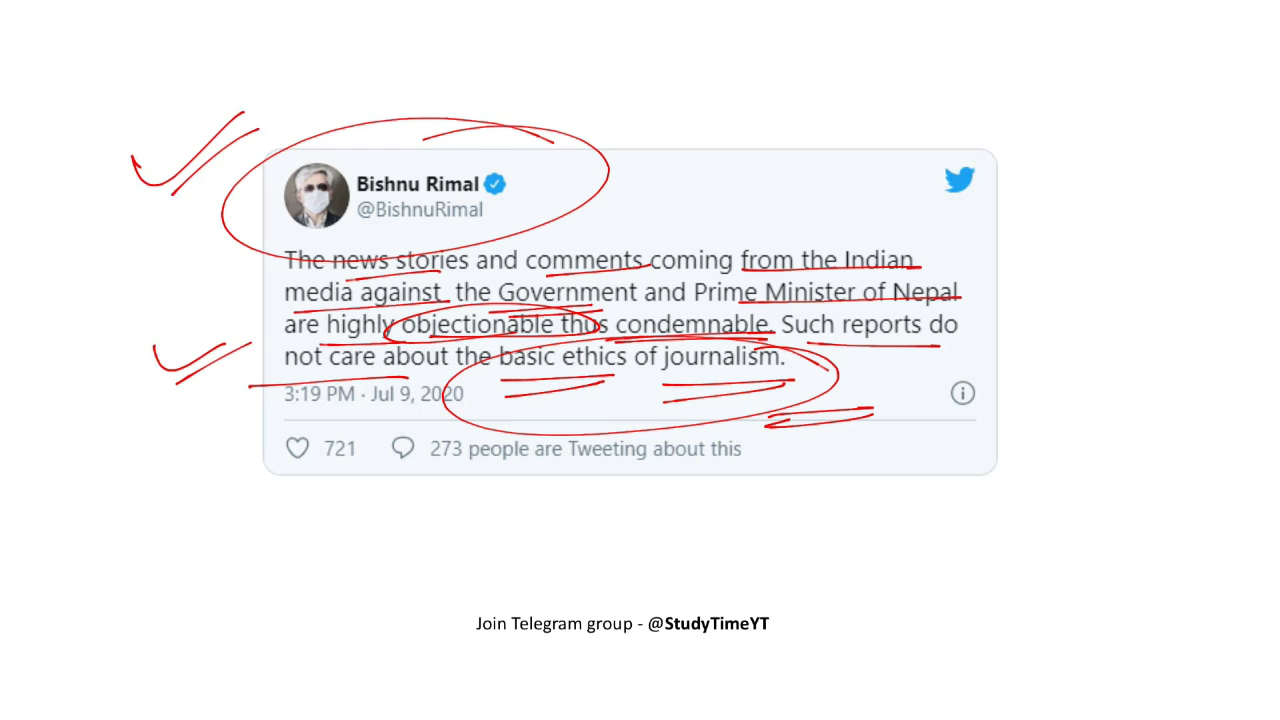 Bishnu Rimal
@BishnuRimal
The news stories and comments coming from the Indian
media against the Government and Prime Minister of Nepal
are highly objectionable thus condemnable. Such reports do
not care about the basic ethics of journalism.
3:19 PM · Jul 9, 2020
721 273 people are Tweeting about this
Join Telegram group - @StudyTimeYT